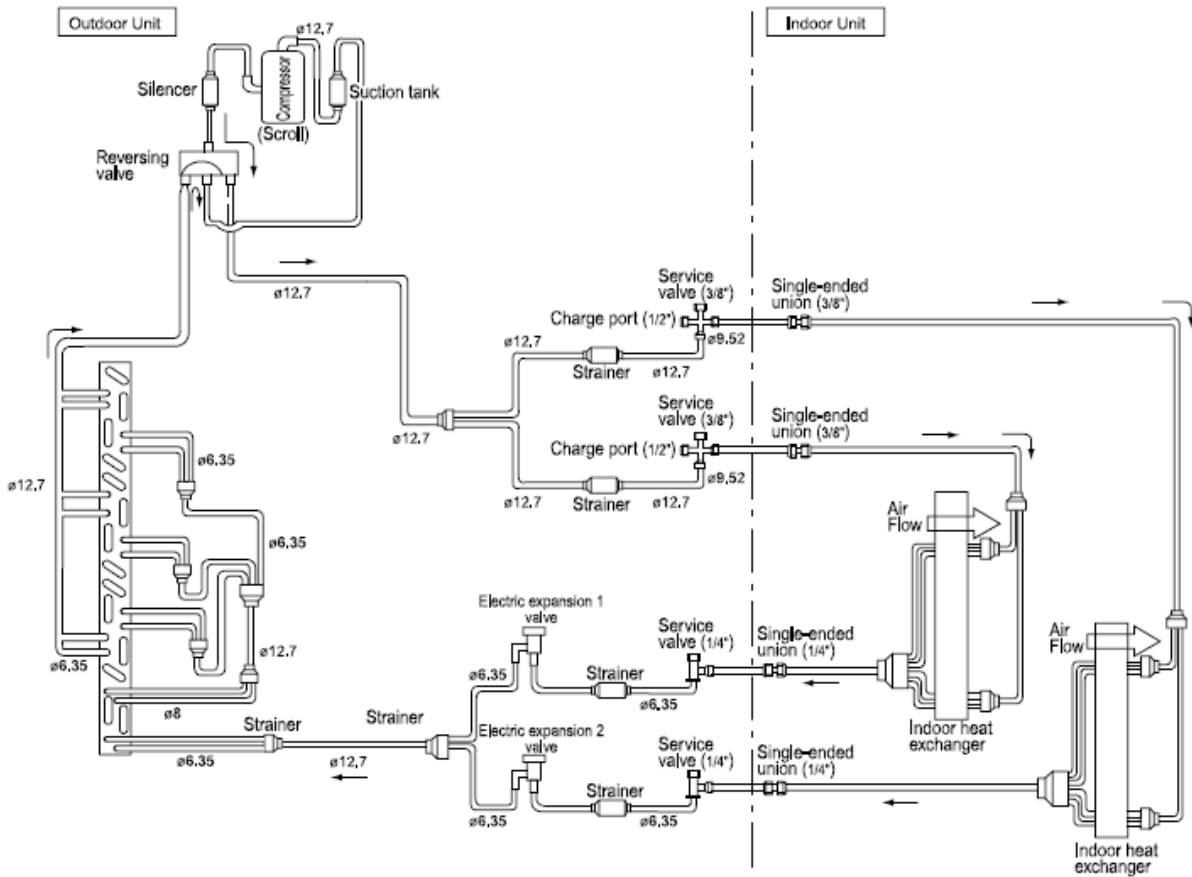 Outdoor Unit
Indoor Unit
ø12,7
Silencer
Compressor
(Scroll)
Suction tank
Reversing
valve
ø12.7
Service
valve (3/8")
Single-ended
union (3/8")
Charge port (1/2")
ø9.52
ø12.7
Strainer
ø12.7
Service
valve (3/8")
Single-ended
union (3/8")
ø12.7
Charge port (1/2")
ø9.52
ø12.7
Strainer
ø12.7
ø6.35
ø12.7
ø6.35
Air
Flow
Electric expansion 1
valve
Service
valve (1/4")
Single-ended
union (1/4")
Air
Flow
ø6,35
ø12.7
ø6.35
Strainer
ø6.35
ø8
Strainer
Strainer
Electric expansion 2
valve
Service
valve (1/4")
Single-ended
union (1/4")
Indoor heat
exchanger
ø6.35
ø12,7
Strainer
ø6,35
ø6,35
Indoor heat
exchanger